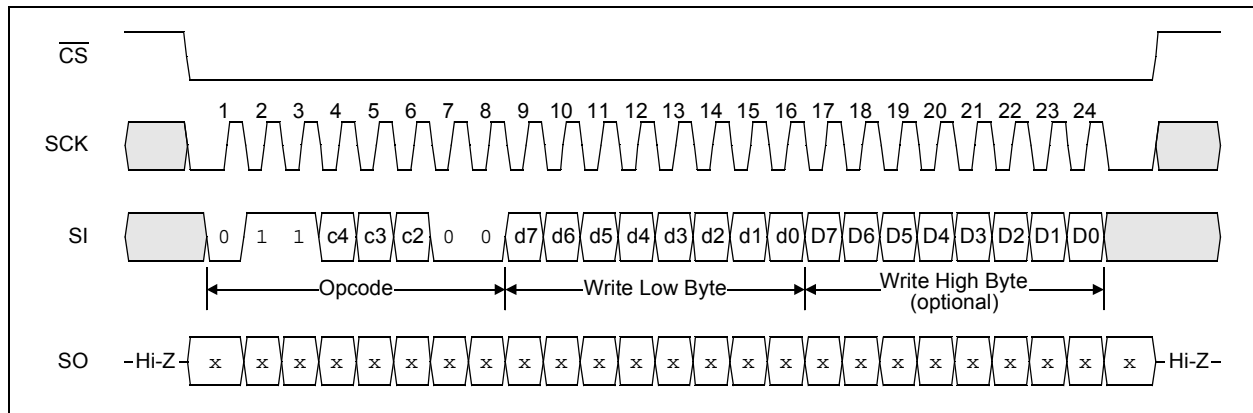 CS
1 2 3 4 5 6 7 8 9 10 11 12 13 14 15 16 17 18 19 20 21 22 23 24
SCK
SI 0 1 1 c4 c3 c2 0 0 d7 d6 d5 d4 d3 d2 d1 d0 D7 D6 D5 D4 D3 D2 D1 D0
Opcode Write Low Byte Write High Byte
(optional)
SO Hi-Z x x x x x x x x x x x x x x x x x x x x x x x x x Hi-Z